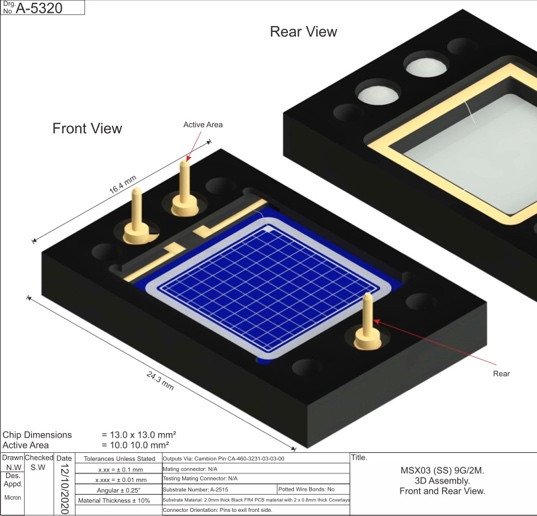 Drg.
No A-5320
Rear View
Front View
Active Area
16.4 mm
24.3 mm
Rear
Chip Dimensions = 13.0 x 13.0 mm²
Active Area = 10.0 10.0 mm²
Drawn Checked Date
N.W S.W 12/10/2020
Des.
Appd.
Micron
Tolerances Unless Stated
x.xx = ± 0.1 mm
x.xxx = ± 0.01 mm
Angular ± 0.25°
Material Thickness ± 10%
Outputs Via: Cambion Pin CA-460-3231-03-03-00
Mating connector: N/A
Testing Mating Connector: N/A
Substrate Number: A-2515 Potted Wire Bonds: No
Substrate Material: 2.0mm thick Black FR4 PCB material with 2 x 0.8mm thick Coverlays
Connector Orientation: Pins to exit front side.
Title.
MSX03 (SS) 9G/2M.
3D Assembly.
Front and Rear View.